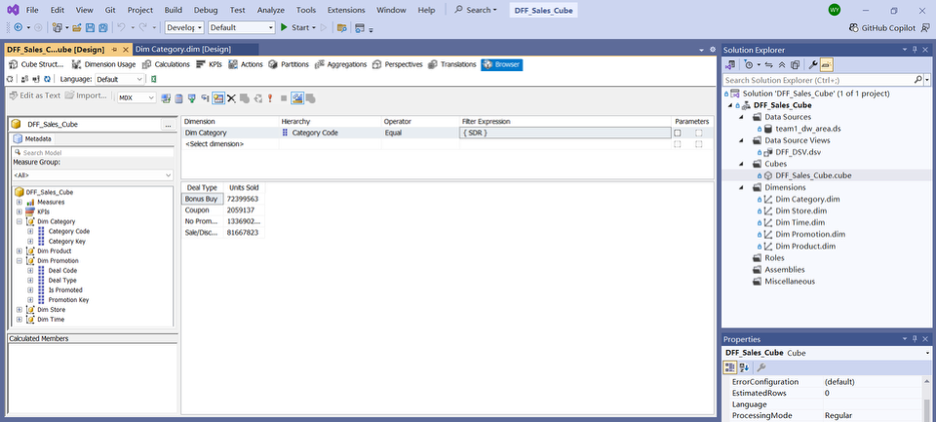 File Edit View Git Project Build Debug Test Analyze Tools Extensions Window Help Search DFF_Sales_Cube WY
Develop Default Start GitHub Copilot
DFF_Sales_C...ube [Design] Dim Category.dim [Design]
Cube Struct... Dimension Usage Calculations KPIs Actions Partitions Aggregations Perspectives Translations Browser
Language: Default
Edit as Text Import... MDX
DFF_Sales_Cube ...
Metadata
Search Model
Measure Group:
<All>
DFF_Sales_Cube
Measures
KPIs
Dim Category
Category Code
Category Key
Dim Product
Dim Promotion
Deal Code
Deal Type
Is Promoted
Promotion Key
Dim Store
Dim Time
Calculated Members
Dimension Hierarchy Operator Filter Expression Parameters
Dim Category Category Code Equal { SDR }
<Select dimension>
Deal Type Units Sold
Bonus Buy 72399563
Coupon 2059137
No Prom... 1336902...
Sale/Disc... 81667823
Solution Explorer
Search Solution Explorer (Ctrl+;)
Solution 'DFF_Sales_Cube' (1 of 1 project)
DFF_Sales_Cube
Data Sources
team1_dw_area.ds
Data Source Views
DFF_DSV.dsv
Cubes
DFF_Sales_Cube.cube
Dimensions
Dim Category.dim
Dim Store.dim
Dim Time.dim
Dim Promotion.dim
Dim Product.dim
Roles
Assemblies
Miscellaneous
Properties
DFF_Sales_Cube Cube
ErrorConfiguration (default)
EstimatedRows 0
Language
ProcessingMode Regular